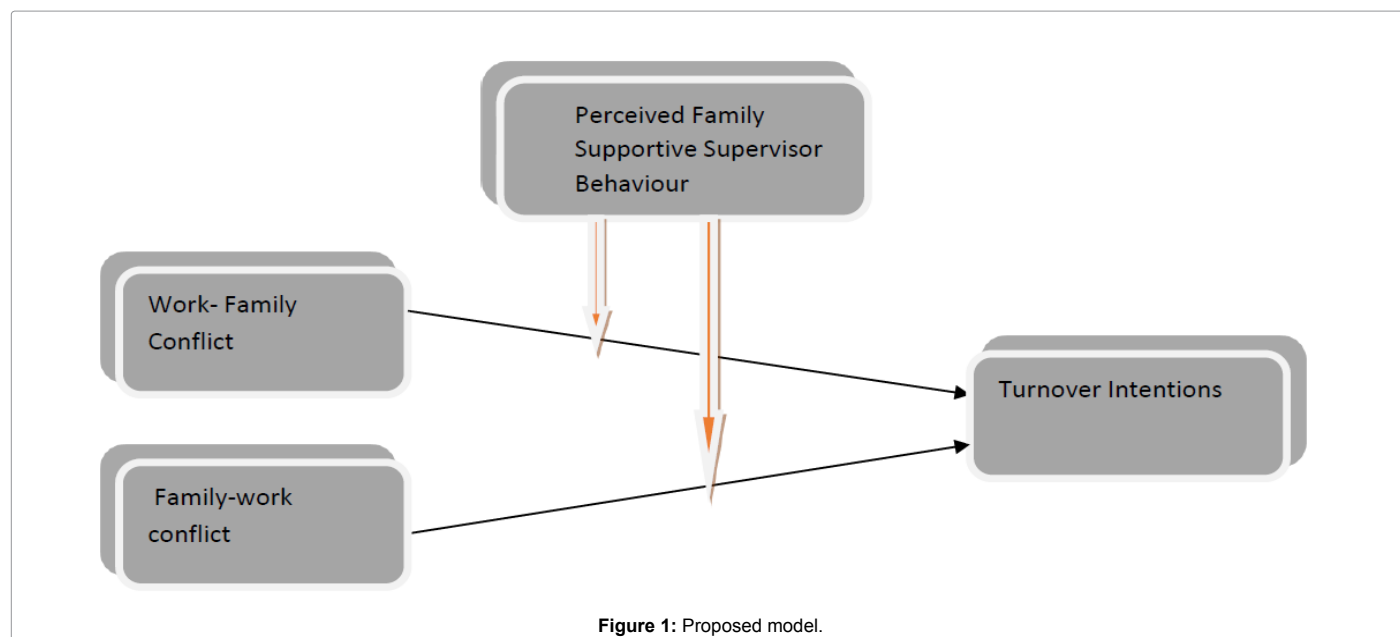 Perceived Family
Supportive Supervisor
Behaviour
Work- Family
Conflict
Turnover Intentions
Family-work
conflict
Figure 1: Proposed model.